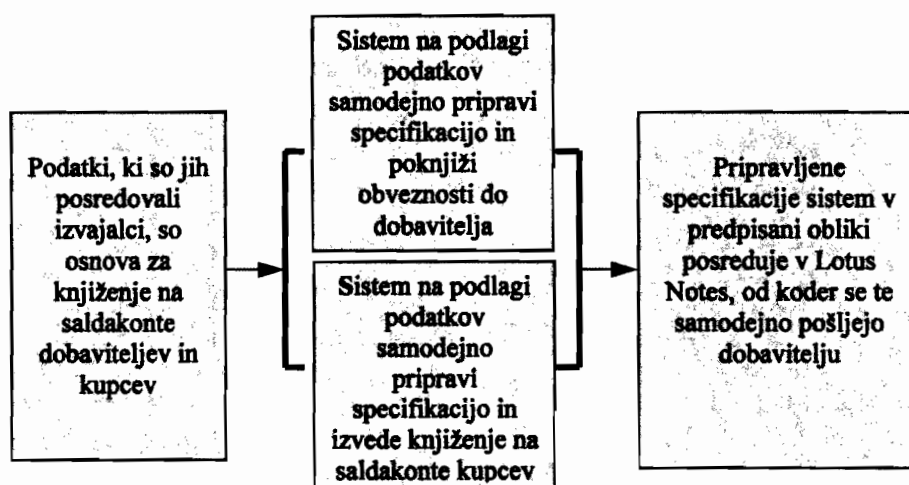 Podatki, ki so jih
posredovali
izvajalci, so
osnova za
knjiženje na
saldakonte
dobaviteljev in
kupcev
Sistem na podlagi
podatkov
samodejno pripravi
specifikacijo in
poknjiži
obveznosti do
dobavitelja
Sistem na podlagi
podatkov
samodejno
pripravi
specifikacijo in
izvede knjiženje na
saldakonte kupcev
Pripravljene
specifikacije sistem v
predpisani obliki
posreduje v Lotus
Notes, od koder se te
samodejno pošljejo
dobavitelju